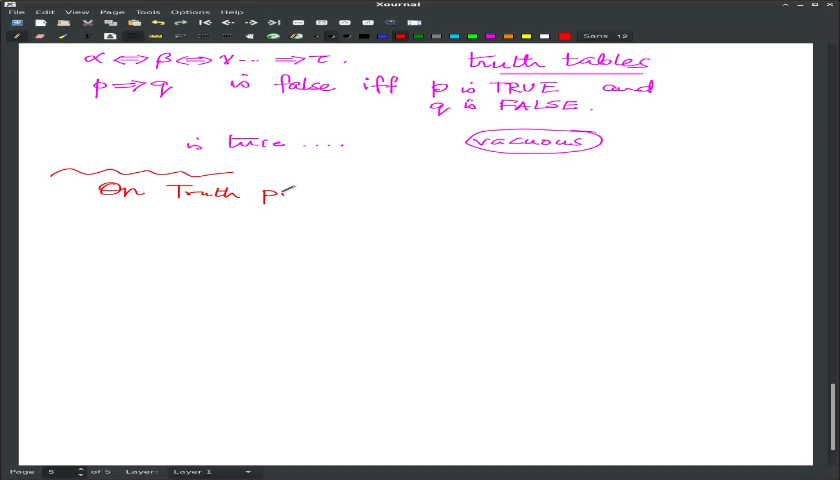 Xournal
File Edit View Page Tools Options Help
Sans 12
α ⇔ β ⇔ γ... ⇒ τ. truth tables
p ⇒ q is false iff p is TRUE and
q is FALSE.
is true .... vacuous
On Truth
Page 5 of 5 Layer: Layer 1